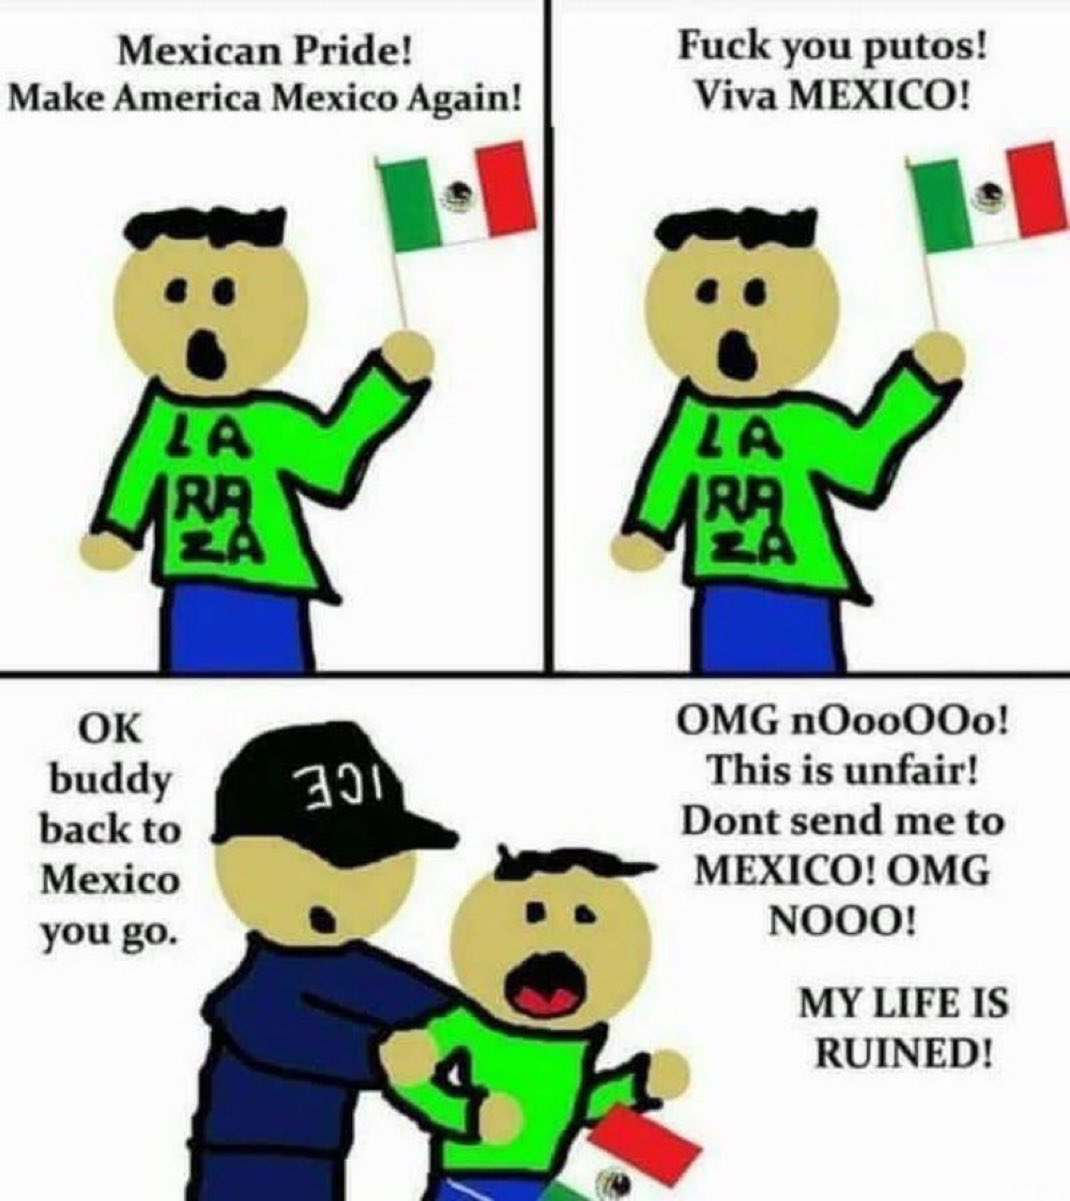 Mexican Pride!
Make America Mexico Again!
LA
RA
ZA
Fuck you putos!
Viva MEXICO!
LA
RA
ZA
OK
buddy
back to
Mexico
you go.
ICE
OMG nOooOOo!
This is unfair!
Dont send me to
MEXICO! OMG
NOOO!
MY LIFE IS
RUINED!